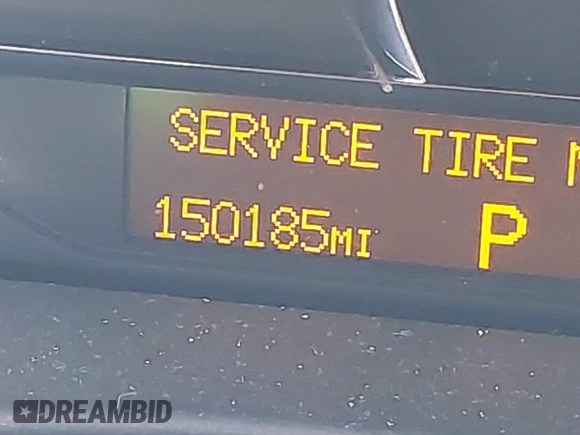 SERVICE TIRE
150185MI
P
DREAMBID